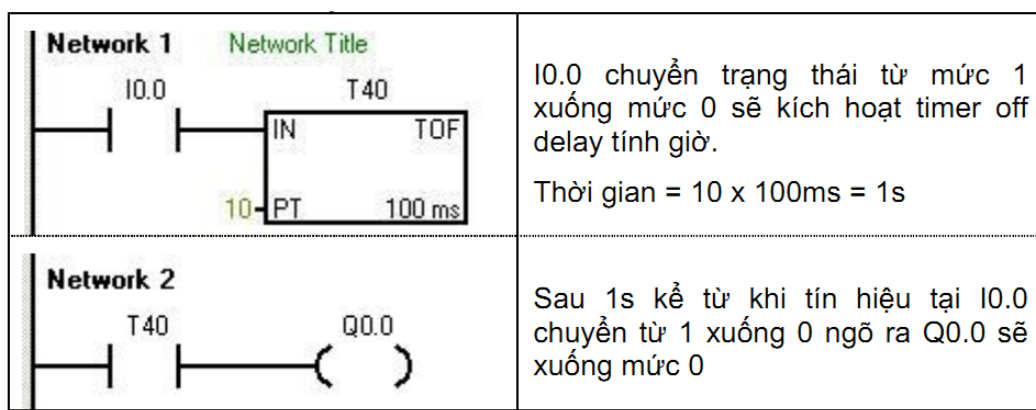 Network 1 Network Title
I0.0 T40
IN TOF
10 PT 100 ms
I0.0 chuyển trạng thái từ mức 1
xuống mức 0 sẽ kích hoạt timer off
delay tính giờ.
Thời gian = 10 x 100ms = 1s
Network 2
T40 Q0.0
Sau 1s kể từ khi tín hiệu tại I0.0
chuyển từ 1 xuống 0 ngõ ra Q0.0 sẽ
xuống mức 0